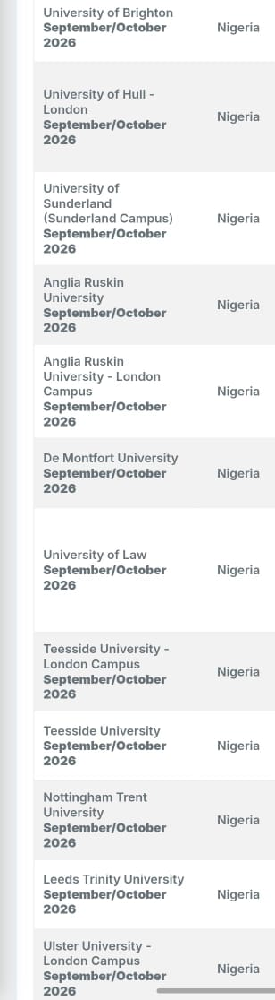 University of Brighton
September/October
2026
Nigeria
University of Hull -
London
September/October
2026
Nigeria
University of
Sunderland
(Sunderland Campus)
September/October
2026
Nigeria
Anglia Ruskin
University
September/October
2026
Nigeria
Anglia Ruskin
University - London
Campus
September/October
2026
Nigeria
De Montfort University
September/October
2026
Nigeria
University of Law
September/October
2026
Nigeria
Teesside University -
London Campus
September/October
2026
Nigeria
Teesside University
September/October
2026
Nigeria
Nottingham Trent
University
September/October
2026
Nigeria
Leeds Trinity University
September/October
2026
Nigeria
Ulster University -
London Campus
September/October
2026
Nigeria